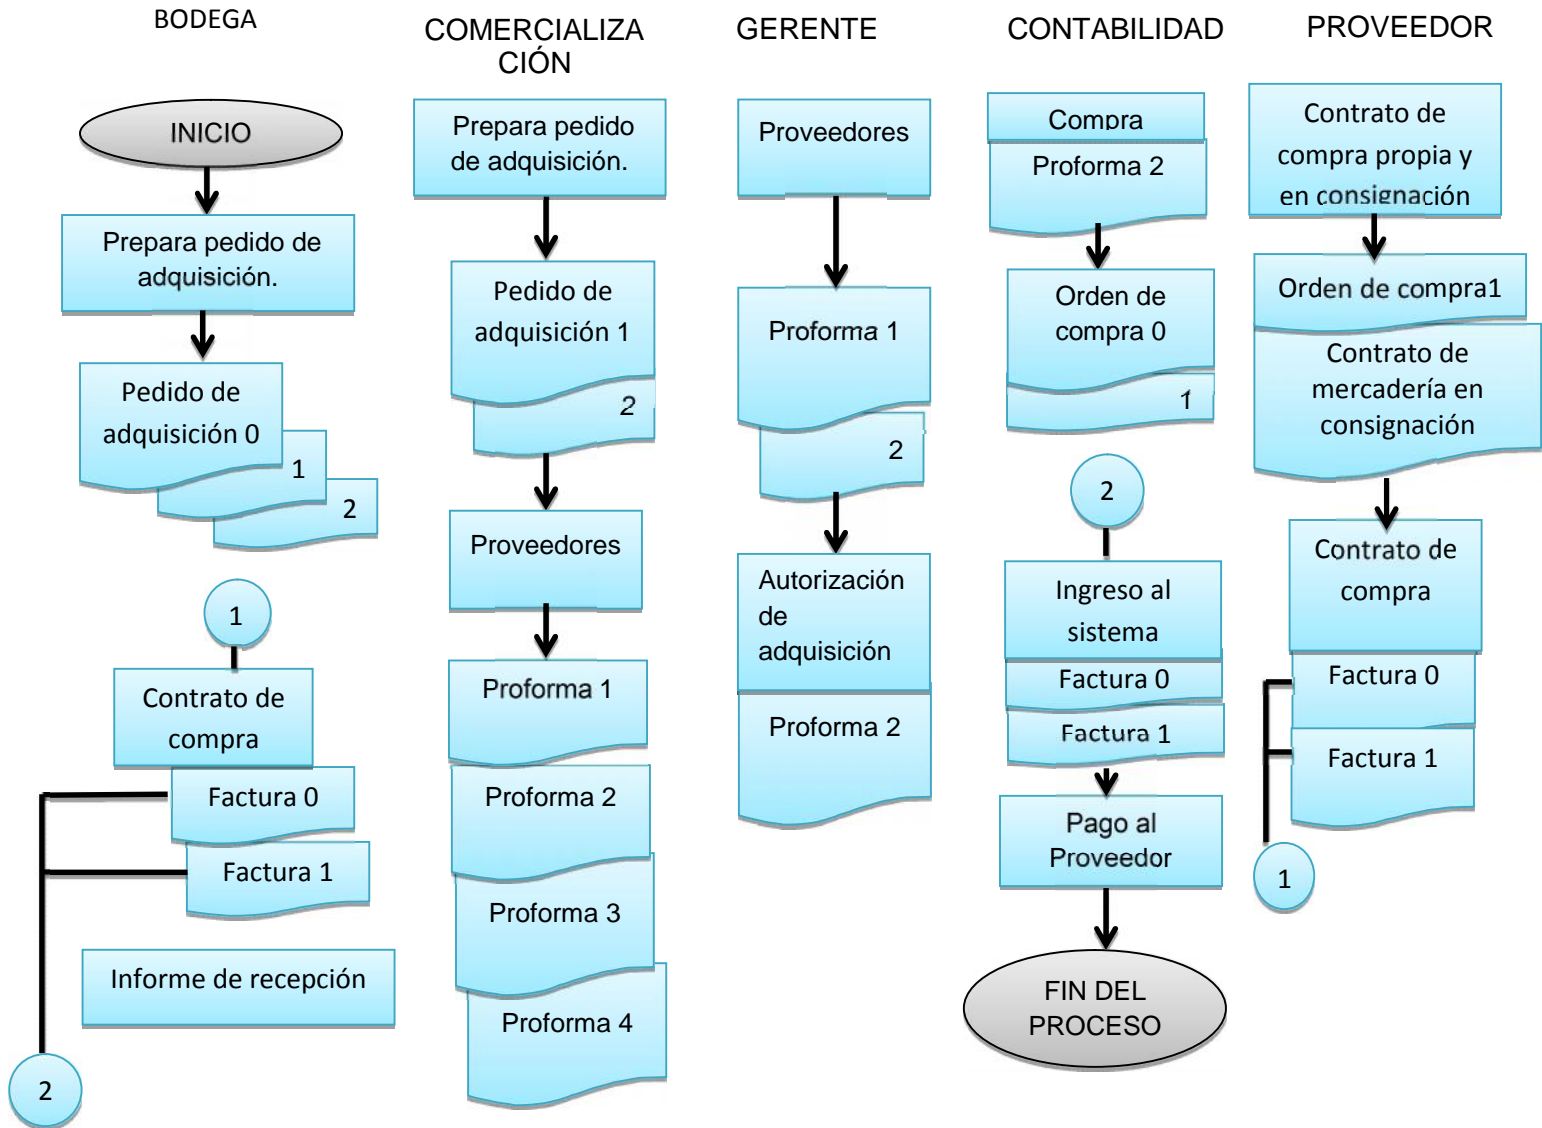 BODEGA
INICIO
Prepara pedido de
adquisición.
Pedido de
adquisición 0
1
2
1
Contrato de
compra
Factura 0
Factura 1
Informe de recepción
2
COMERCIALIZA
CIÓN
Prepara pedido
de adquisición.
Pedido de
adquisición 1
2
Proveedores
Proforma 1
Proforma 2
Proforma 3
Proforma 4
GERENTE
Proveedores
Proforma 1
2
Autorización
de
adquisición
Proforma 2
CONTABILIDAD
Compra
Proforma 2
Orden de
compra 0
1
2
Ingreso al
sistema
Factura 0
Factura 1
Pago al
Proveedor
FIN DEL
PROCESO
PROVEEDOR
Contrato de
compra propia y
en consignación
Orden de compra1
Contrato de
mercadería en
consignación
Contrato de
compra
Factura 0
Factura 1
1